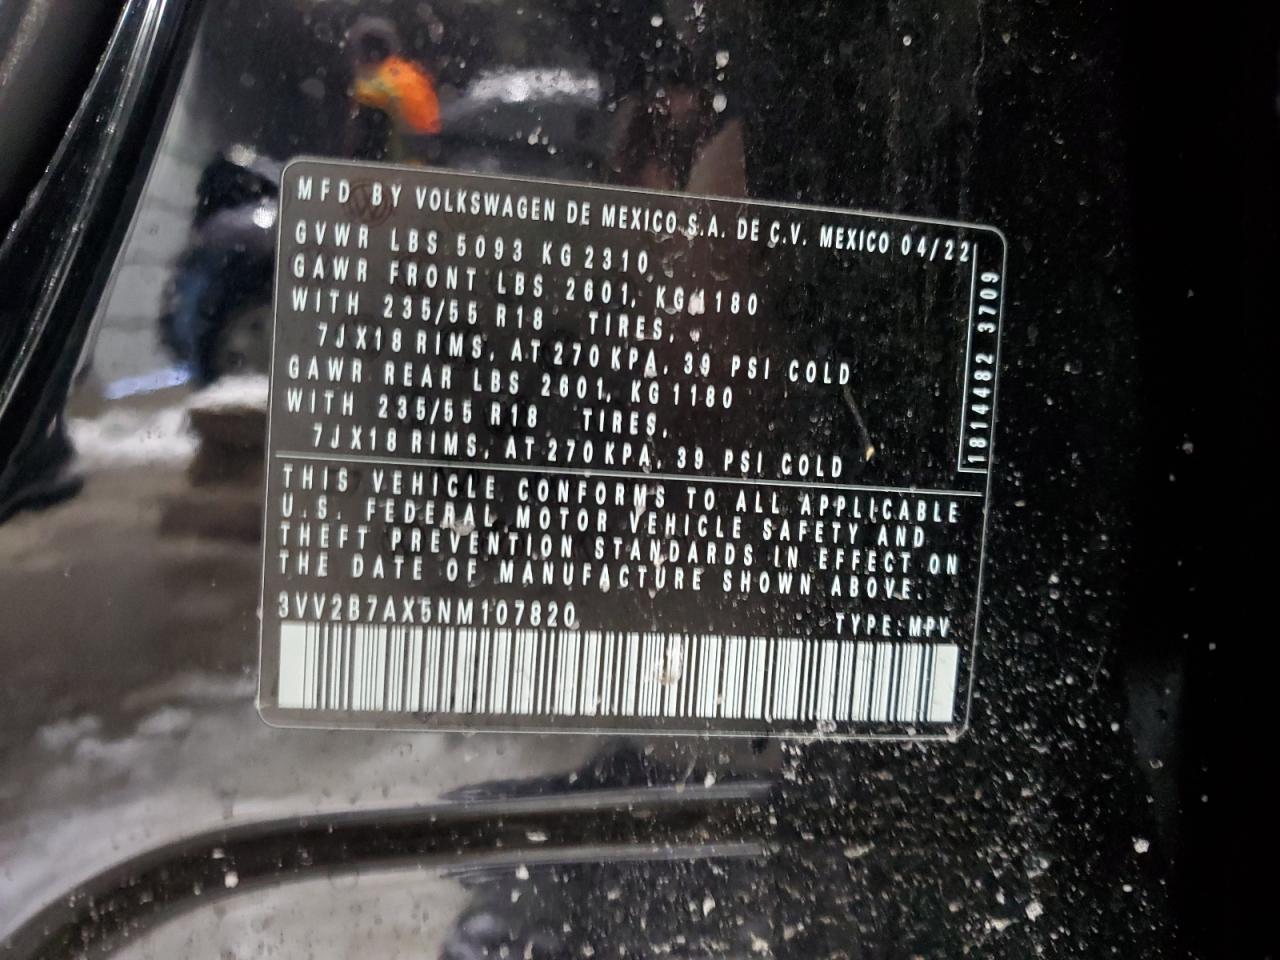 MFD BY VOLKSWAGEN DE MEXICO S.A. DE C.V. MEXICO 04/22
GVWR LBS 5093 KG 2310,
GAWR FRONT LBS 2601, KG 1180
WITH 235/55 R18 TIRES,
7JX18 RIMS, AT 270 KPA, 39 PSI COLD
GAWR REAR LBS 2601, KG 1180
WITH 235/55 R18 TIRES,
7JX18 RIMS, AT 270 KPA, 39 PSI COLD
1814482 3709
THIS VEHICLE CONFORMS TO ALL APPLICABLE
U.S. FEDERAL MOTOR VEHICLE SAFETY AND
THEFT PREVENTION STANDARDS IN EFFECT ON
THE DATE OF MANUFACTURE SHOWN ABOVE.
3VV2B7AX5NM107820 TYPE: MPV